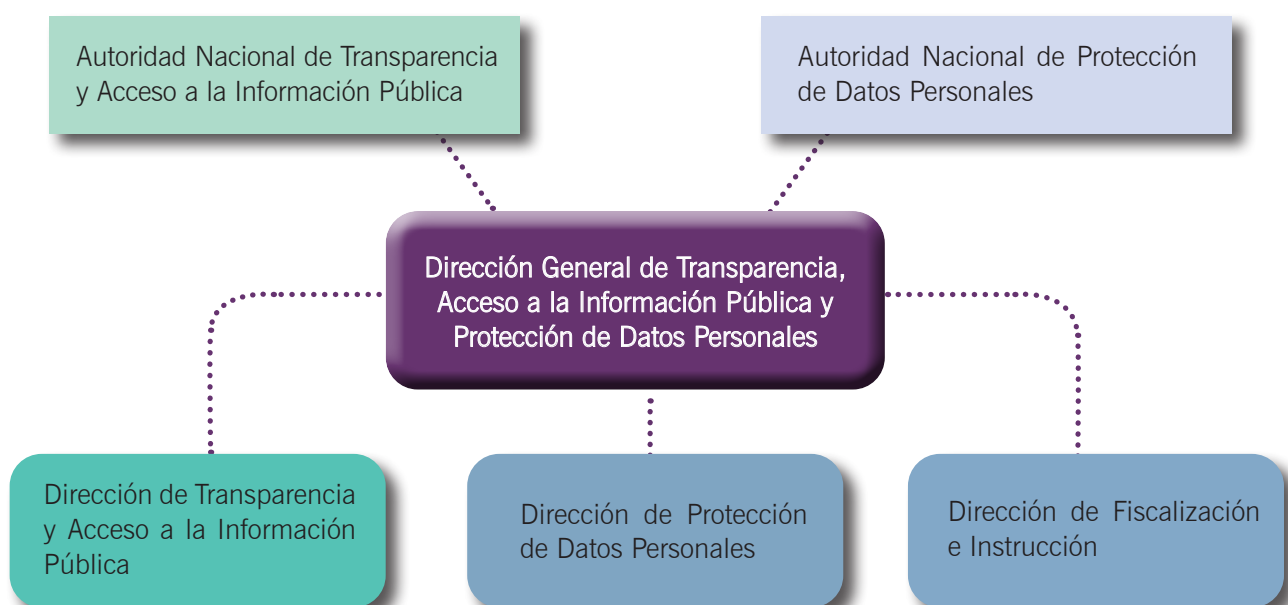 Autoridad Nacional de Transparencia
y Acceso a la Información Pública
Autoridad Nacional de Protección
de Datos Personales
Dirección General de Transparencia,
Acceso a la Información Pública y
Protección de Datos Personales
Dirección de Transparencia
y Acceso a la Información
Pública
Dirección de Protección
de Datos Personales
Dirección de Fiscalización
e Instrucción